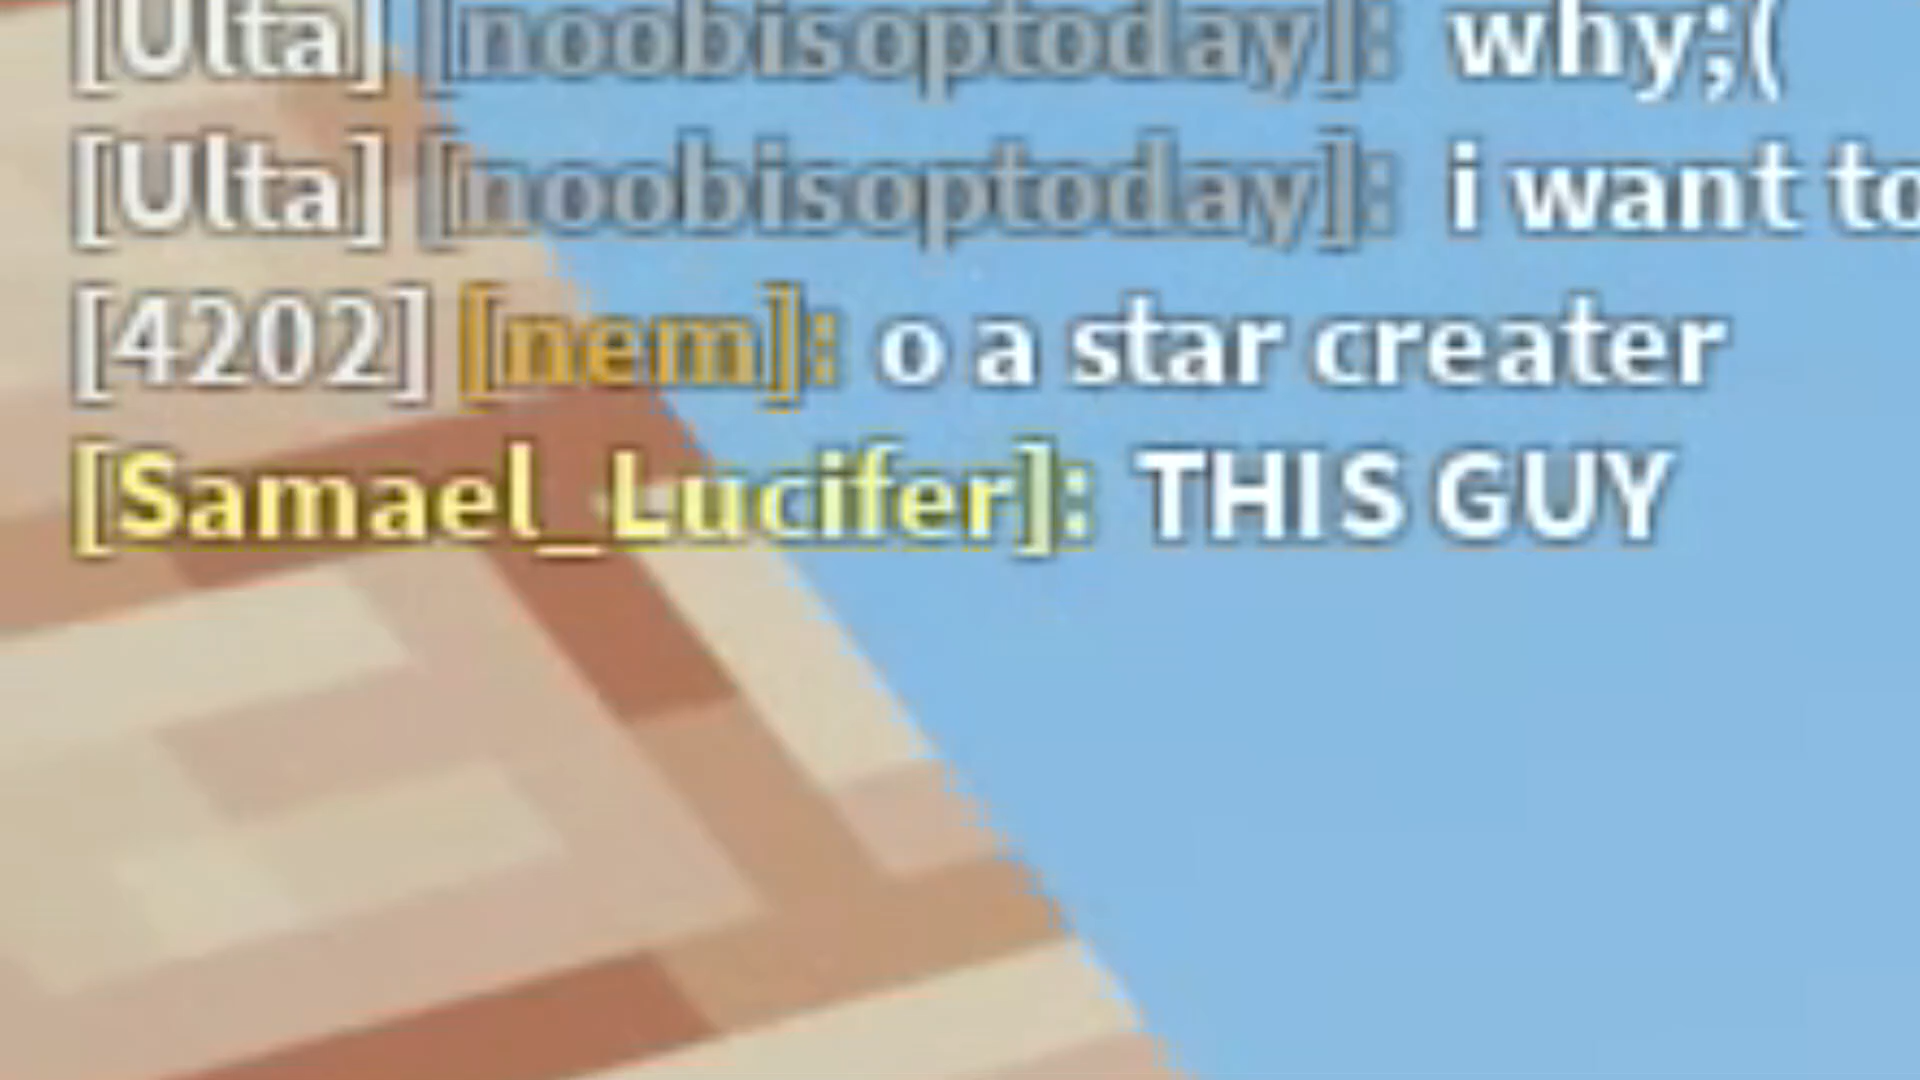 [Ulta] [noobisoptoday]: why;(
[Ulta] [noobisoptoday]: i want to
[4202] [nem]: o a star creater
[Samael_Lucifer]: THIS GUY